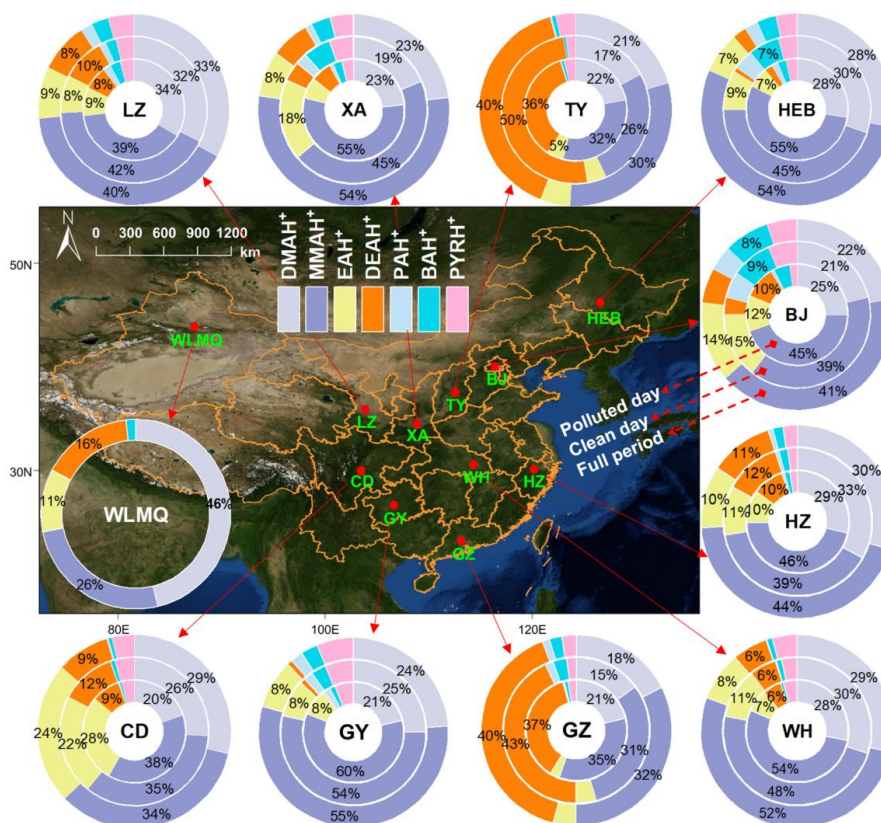 LZ
8%
10%
8%
9%
8%
9%
33%
32%
34%
39%
42%
40%
XA
8%
18%
23%
19%
23%
55%
45%
54%
TY
40%
50%
36%
5%
21%
17%
22%
32%
26%
30%
HEB
7%
7%
9%
7%
28%
30%
28%
55%
45%
54%
N
0 300 600 900 1200
km
DMAH+
MMAH+
EAH+
DEAH+
PAH+
BAH+
PYRH+
50N
30N
80E
100E
120E
WLMQ
HEB
BJ
TY
LZ
XA
CD
WH
HZ
GY
GZ
Polluted day
Clean day
Full period
BJ
8%
9%
10%
12%
14%
15%
22%
21%
25%
45%
39%
41%
WLMQ
16%
11%
46%
26%
HZ
11%
12%
10%
10%
11%
10%
30%
33%
29%
46%
39%
44%
CD
9%
12%
9%
24%
22%
28%
29%
26%
20%
38%
35%
34%
GY
8%
8%
8%
24%
25%
21%
60%
54%
55%
GZ
40%
43%
37%
18%
15%
21%
35%
31%
32%
WH
6%
6%
6%
8%
11%
7%
29%
30%
28%
54%
48%
52%